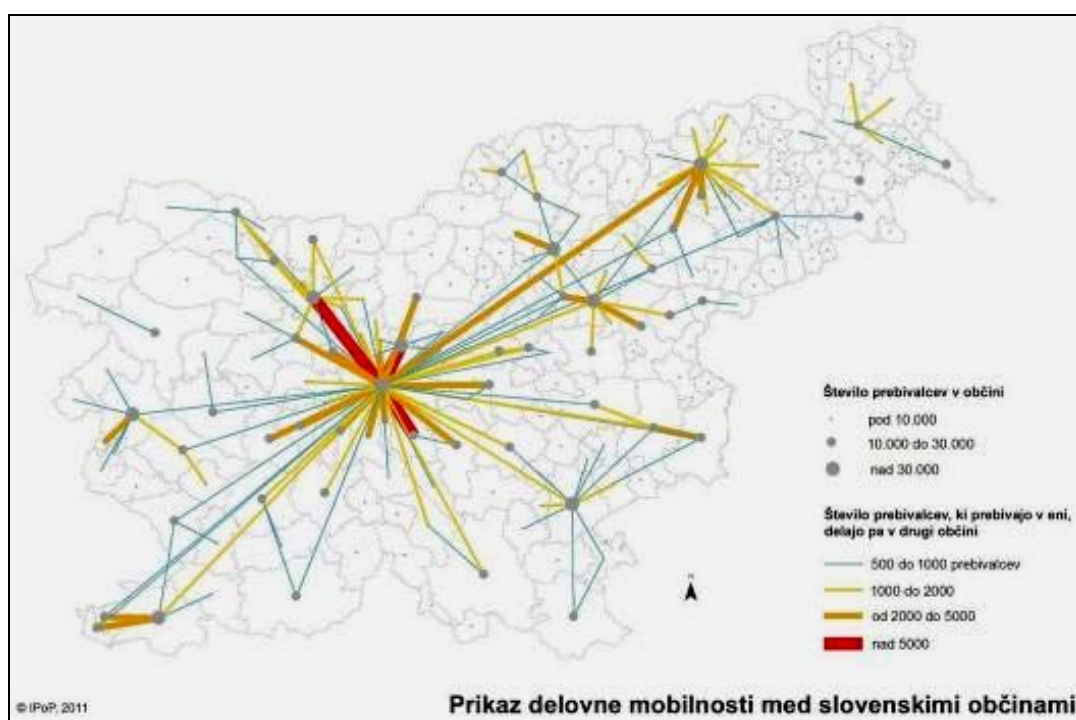 Število prebivalcev v občini
pod 10.000
10.000 do 30.000
nad 30.000
Število prebivalcev, ki prebivajo v eni,
delajo pa v drugi občini
500 do 1000 prebivalcev
1000 do 2000
od 2000 do 5000
nad 5000
© IPoP, 2011
Prikaz delovne mobilnosti med slovenskimi občinami